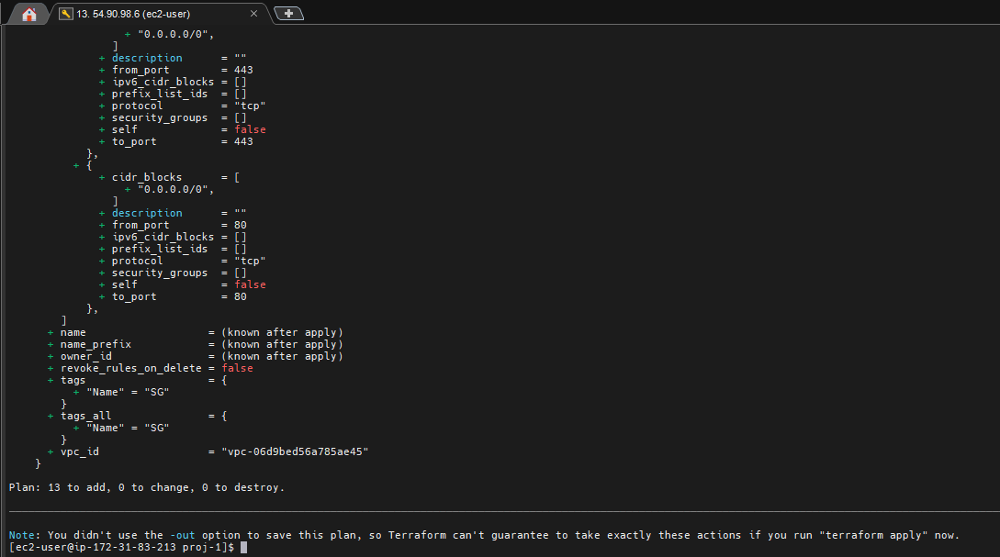 13. 54.90.98.6 (ec2-user)
+ "0.0.0.0/0",
]
+ description = ""
+ from_port = 443
+ ipv6_cidr_blocks = []
+ prefix_list_ids = []
+ protocol = "tcp"
+ security_groups = []
+ self = false
+ to_port = 443
},
+ {
+ cidr_blocks = [
+ "0.0.0.0/0",
]
+ description = ""
+ from_port = 80
+ ipv6_cidr_blocks = []
+ prefix_list_ids = []
+ protocol = "tcp"
+ security_groups = []
+ self = false
+ to_port = 80
},
]
+ name = (known after apply)
+ name_prefix = (known after apply)
+ owner_id = (known after apply)
+ revoke_rules_on_delete = false
+ tags = {
+ "Name" = "SG"
}
+ tags_all = {
+ "Name" = "SG"
}
+ vpc_id = "vpc-06d9bed56a785ae45"
}
Plan: 13 to add, 0 to change, 0 to destroy.
Note: You didn't use the -out option to save this plan, so Terraform can't guarantee to take exactly these actions if you run "terraform apply" now.
[ec2-user@ip-172-31-83-213 proj-1]$